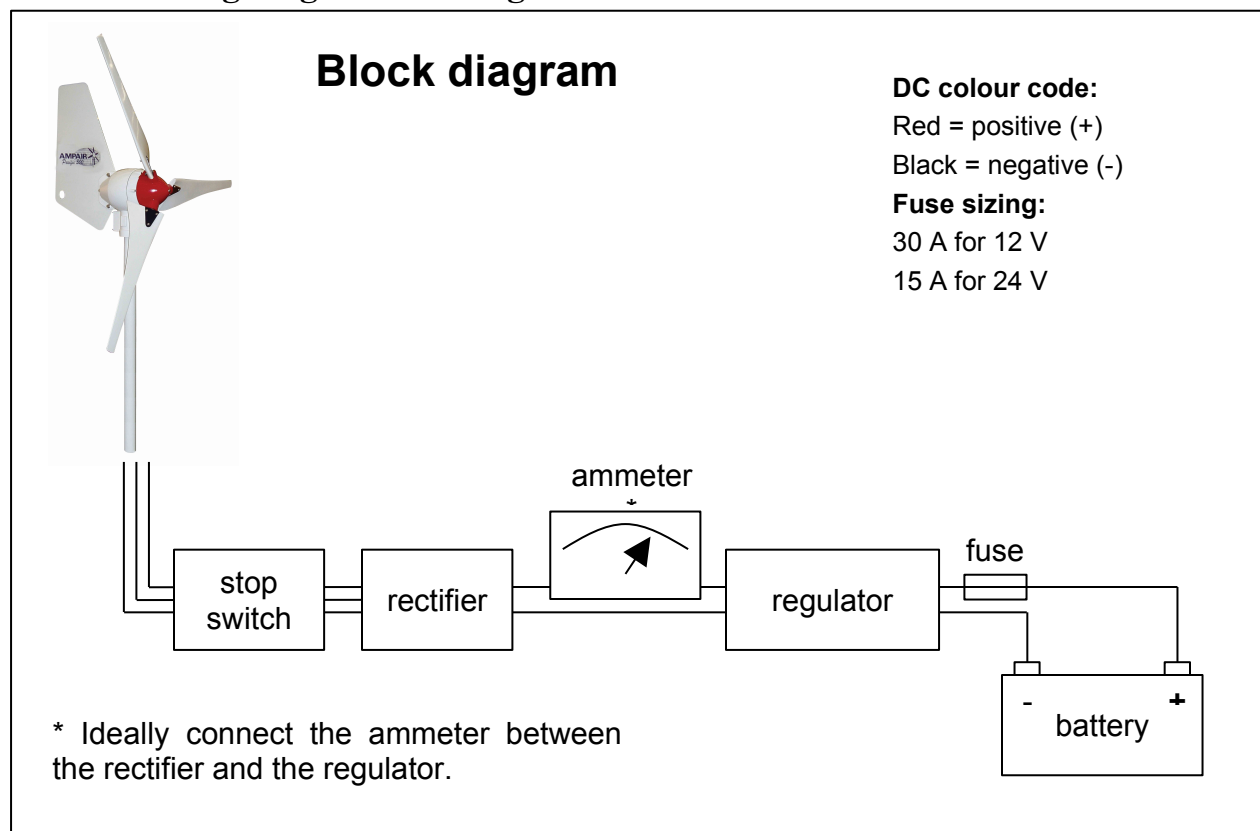 Block diagram
DC colour code:
Red = positive (+)
Black = negative (-)
Fuse sizing:
30 A for 12 V
15 A for 24 V
AMPAIR
ammeter
*
fuse
stop
switch
rectifier
regulator
-
+
battery
* Ideally connect the ammeter between
the rectifier and the regulator.